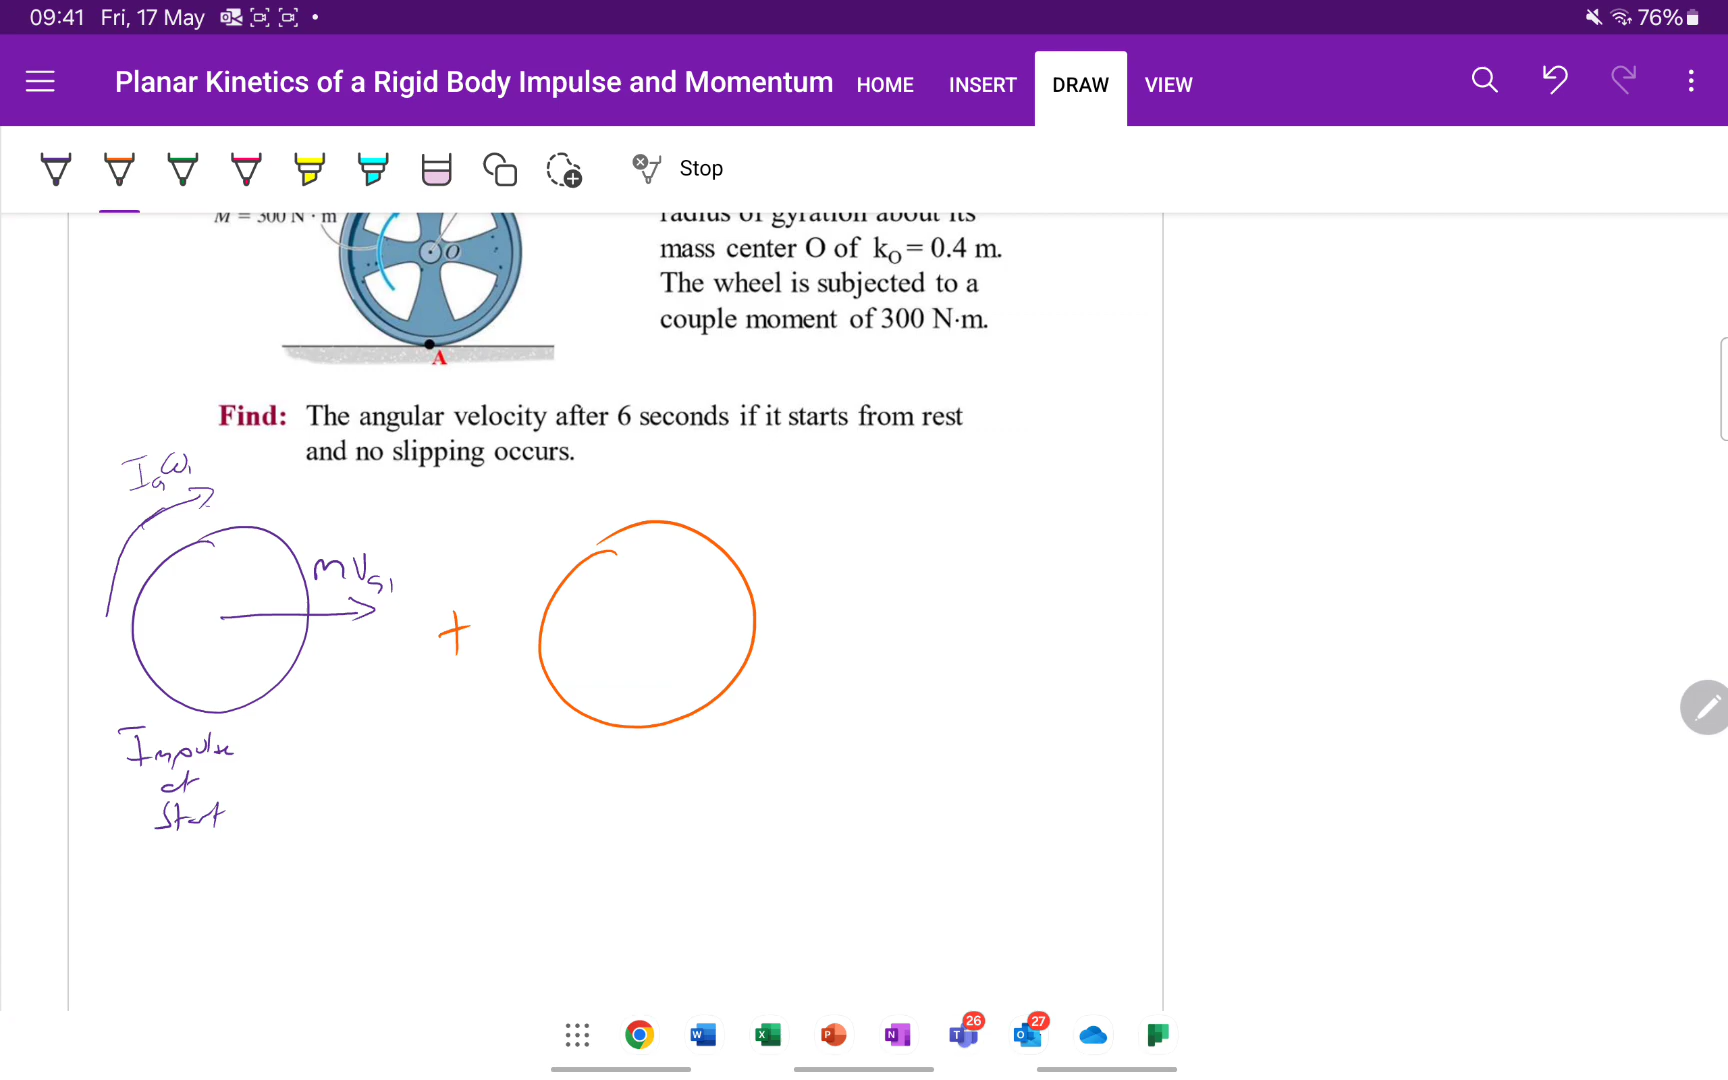 09:41 Fri, 17 May
76%
Planar Kinetics of a Rigid Body Impulse and Momentum
HOME
INSERT
DRAW
VIEW
Stop
M = 300 N · m
O
A
radius of gyration about its
mass center O of kO = 0.4 m.
The wheel is subjected to a
couple moment of 300 N·m.
Find: The angular velocity after 6 seconds if it starts from rest
and no slipping occurs.
IGω1
mVG1
+
Impulse
at
Start
26
27